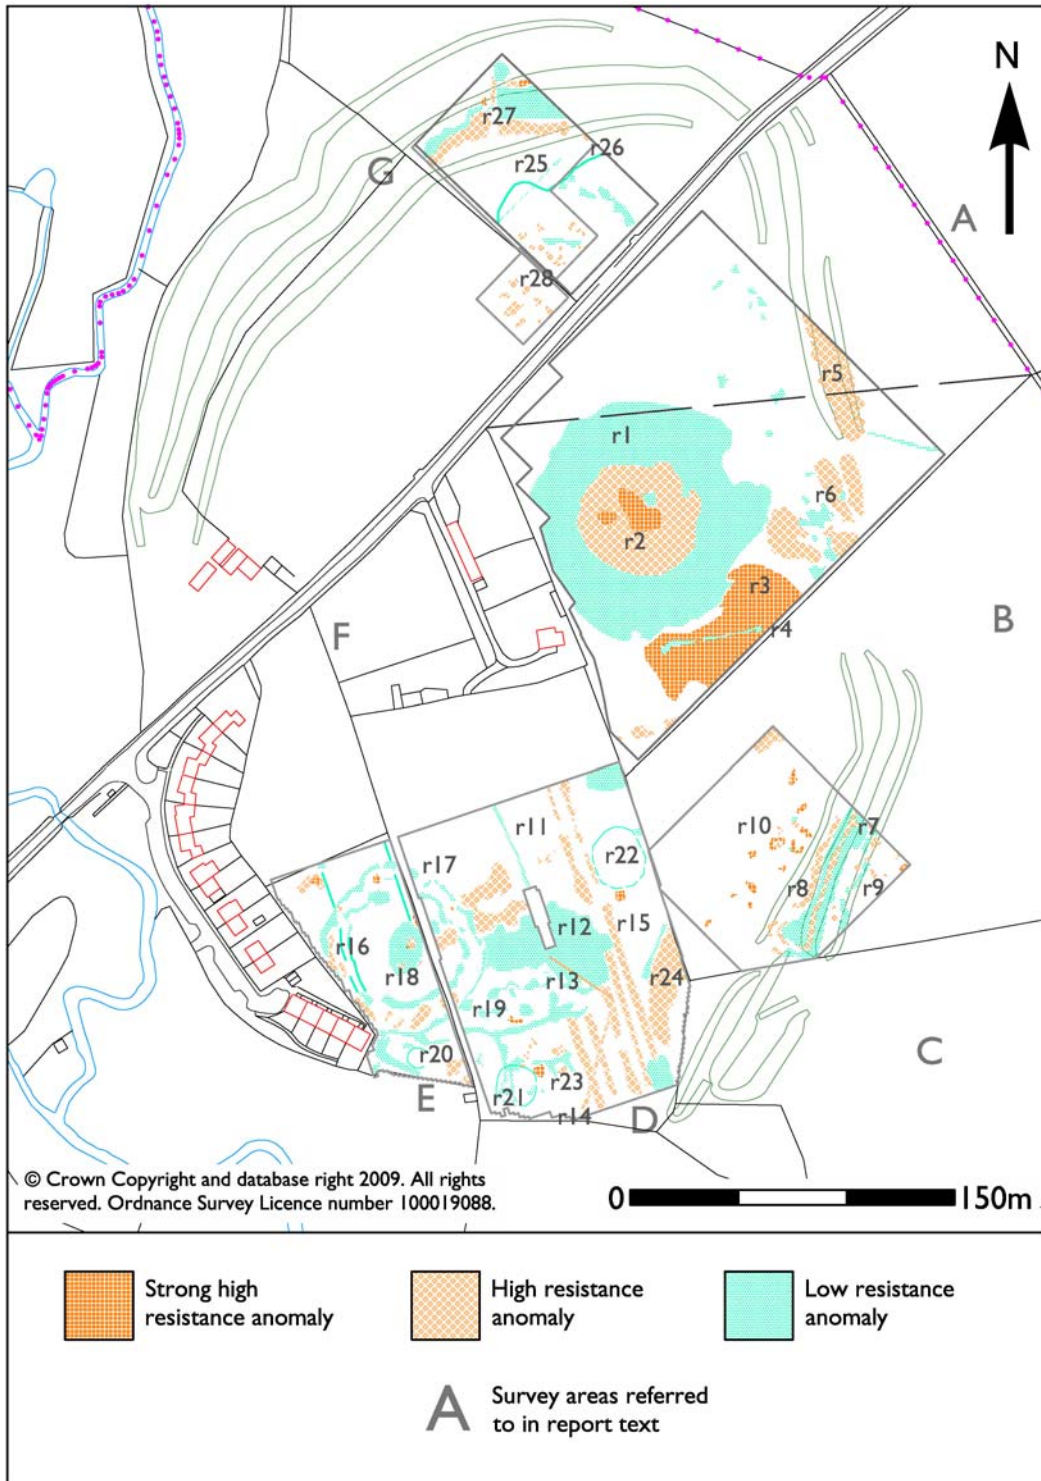 N
r27
r26
r25
G
A
r28
r5
r1
r6
r2
r3
r4
B
F
r10
r7
r8
r9
r11
r22
r17
r15
r12
r16
r18
r13
r24
r19
r20
r23
r21
r14
E
D
C
© Crown Copyright and database right 2009. All rights
reserved. Ordnance Survey Licence number 100019088.
0
150m
Strong high
resistance anomaly
High resistance
anomaly
Low resistance
anomaly
A
Survey areas referred
to in report text